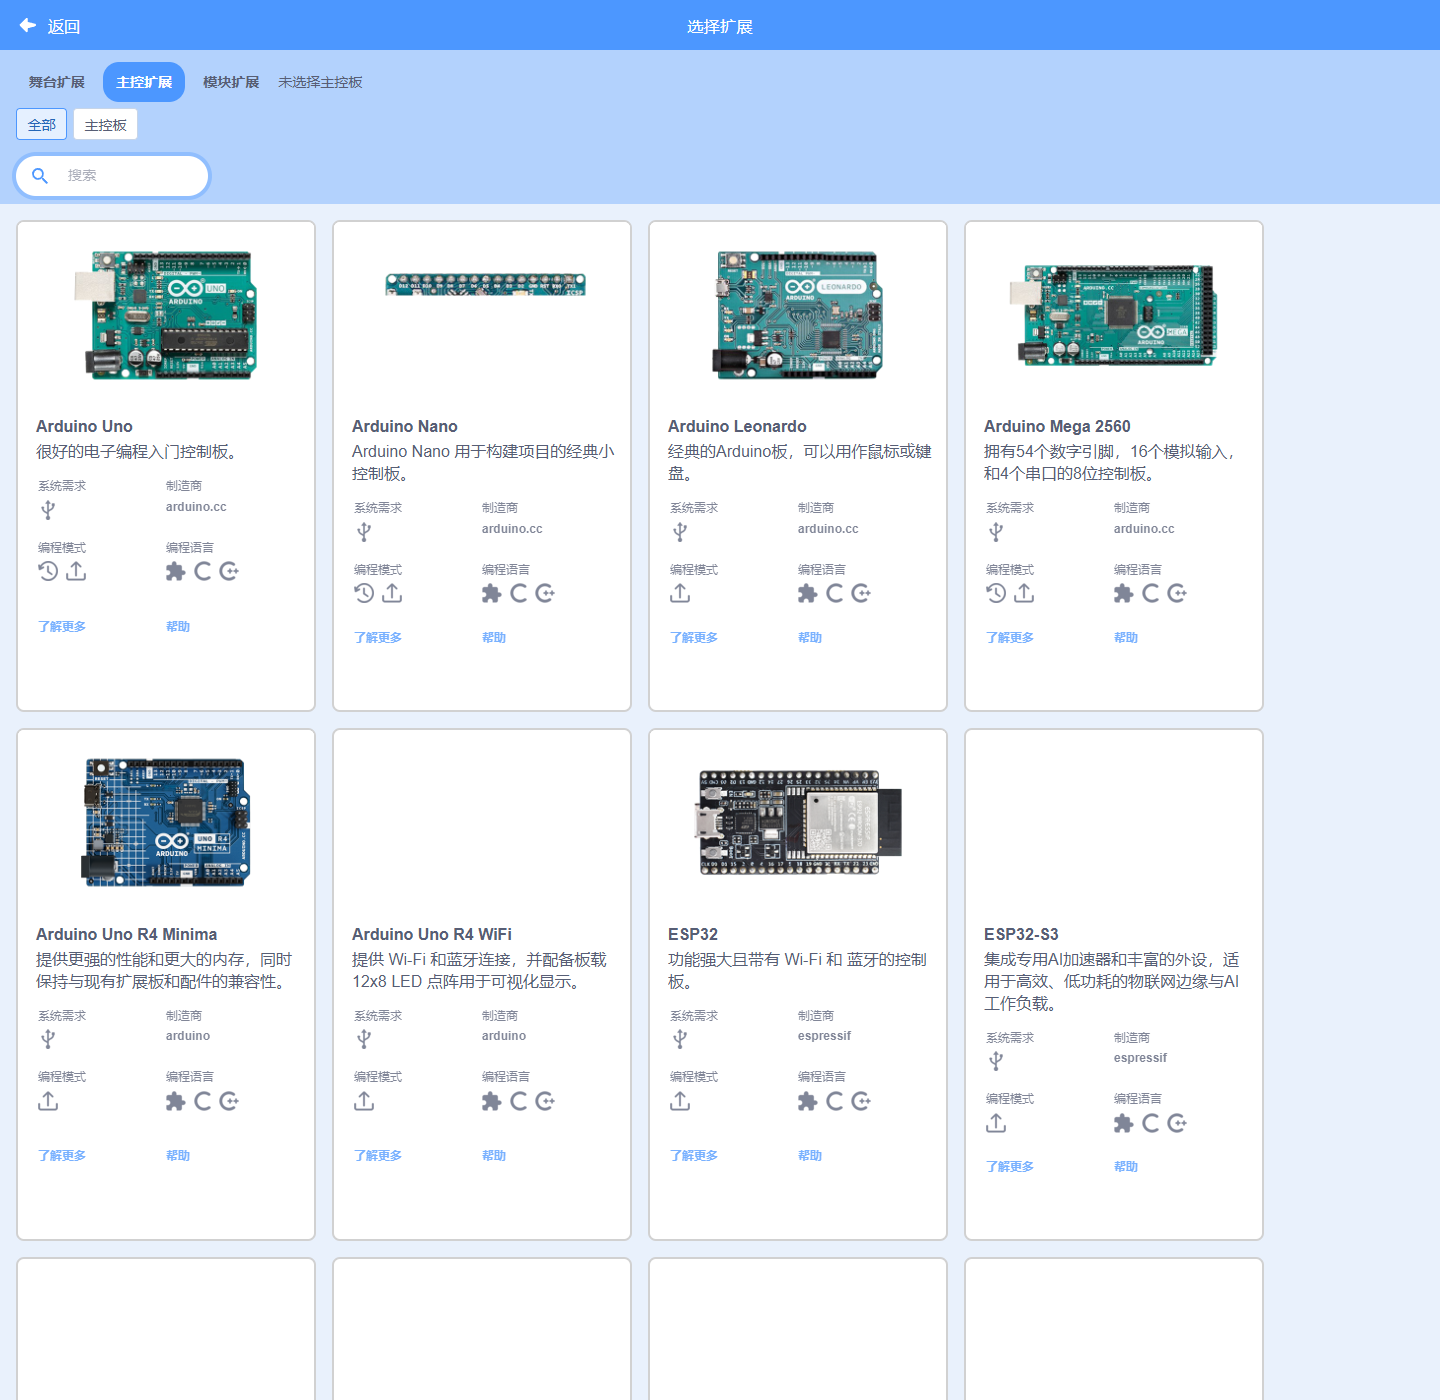 返回
选择扩展
舞台扩展 主控扩展 模块扩展 未选择主控板
全部 主控板
搜索
UNO
ARDUINO
LEONARDO
ARDUINO
MEGA
ARDUINO
Arduino Uno
很好的电子编程入门控制板。
系统需求 制造商
arduino.cc
编程模式 编程语言
了解更多 帮助
Arduino Nano
Arduino Nano 用于构建项目的经典小
控制板。
系统需求 制造商
arduino.cc
编程模式 编程语言
了解更多 帮助
Arduino Leonardo
经典的Arduino板，可以用作鼠标或键
盘。
系统需求 制造商
arduino.cc
编程模式 编程语言
了解更多 帮助
Arduino Mega 2560
拥有54个数字引脚，16个模拟输入，
和4个串口的8位控制板。
系统需求 制造商
arduino.cc
编程模式 编程语言
了解更多 帮助
UNO R4
MINIMA
ARDUINO
Arduino Uno R4 Minima
提供更强的性能和更大的内存，同时
保持与现有扩展板和配件的兼容性。
系统需求 制造商
arduino
编程模式 编程语言
了解更多 帮助
Arduino Uno R4 WiFi
提供 Wi-Fi 和蓝牙连接，并配备板载
12x8 LED 点阵用于可视化显示。
系统需求 制造商
arduino
编程模式 编程语言
了解更多 帮助
ESP32
功能强大且带有 Wi-Fi 和 蓝牙的控制
板。
系统需求 制造商
espressif
编程模式 编程语言
了解更多 帮助
ESP32-S3
集成专用AI加速器和丰富的外设，适
用于高效、低功耗的物联网边缘与AI
工作负载。
系统需求 制造商
espressif
编程模式 编程语言
了解更多 帮助